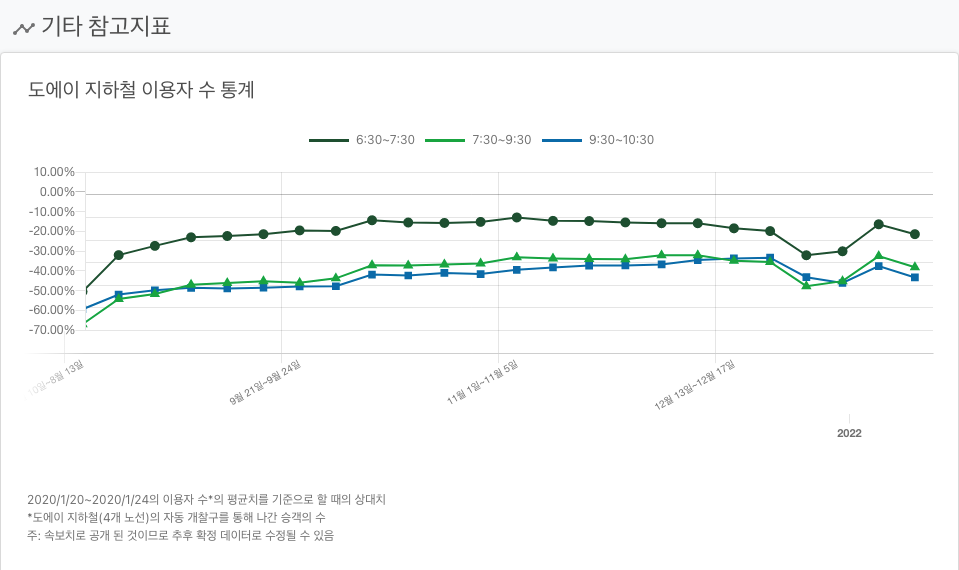 기타 참고지표
도에이 지하철 이용자 수 통계
6:30~7:30 7:30~9:30 9:30~10:30
10.00%
0.00%
-10.00%
-20.00%
-30.00%
-40.00%
-50.00%
-60.00%
-70.00%
10일~8월 13일
9월 21일~9월 24일
11월 1일~11월 5일
12월 13일~12월 17일
2022
2020/1/20~2020/1/24의 이용자 수*의 평균치를 기준으로 할 때의 상대치
*도에이 지하철(4개 노선)의 자동 개찰구를 통해 나간 승객의 수
주: 속보치로 공개 된 것이므로 추후 확정 데이터로 수정될 수 있음